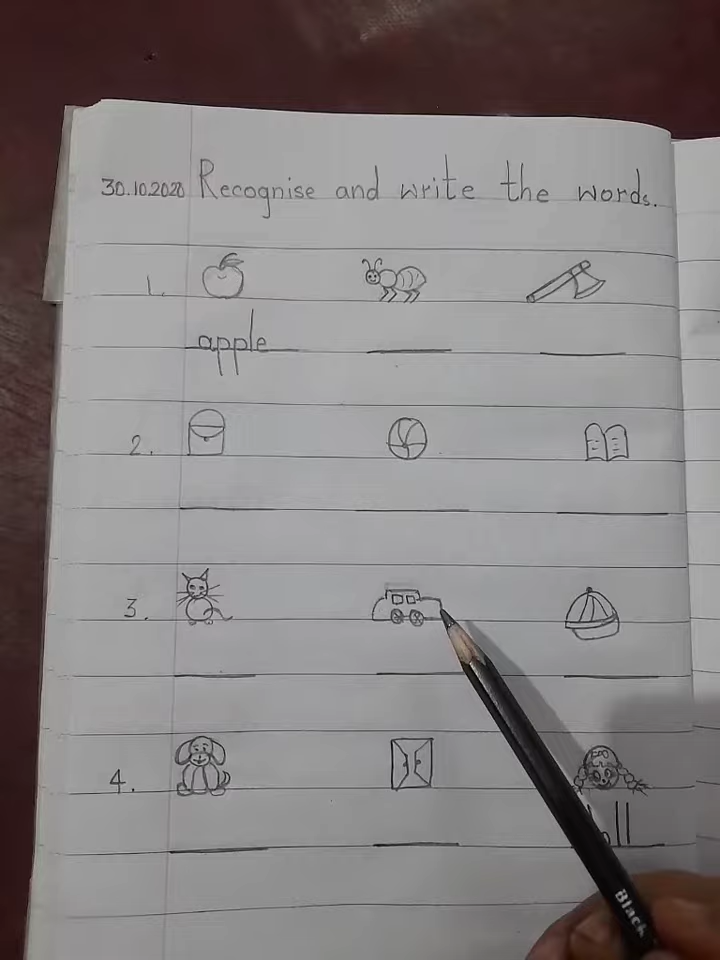 30.10.2020 Recognise and write the words.
1.
apple
2.
3.
4.
Black